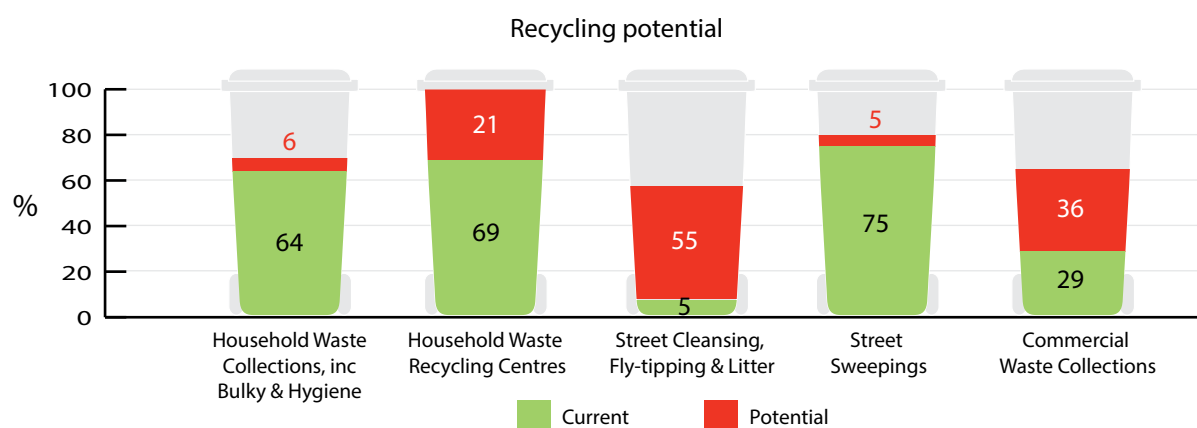 Recycling potential
100
80
60
40
20
0
%
6
64
21
69
55
5
5
75
36
29
Household Waste
Collections, inc
Bulky & Hygiene
Household Waste
Recycling Centres
Street Cleansing,
Fly-tipping & Litter
Street
Sweepings
Commercial
Waste Collections
Current
Potential